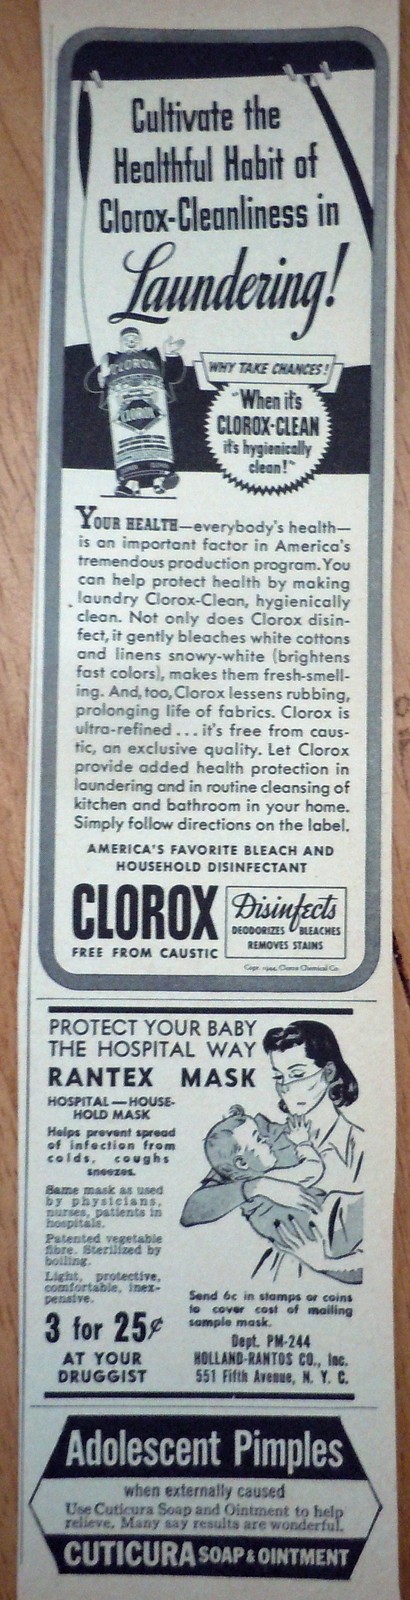 Cultivate the
Healthful Habit of
Clorox-Cleanliness in
Laundering!
CLOROX
CLOROX
WHY TAKE CHANCES!
"When it's
CLOROX-CLEAN
it's hygienically
clean!"
YOUR HEALTH—everybody's health—
is an important factor in America's
tremendous production program. You
can help protect health by making
laundry Clorox-Clean, hygienically
clean. Not only does Clorox disin-
fect, it gently bleaches white cottons
and linens snowy-white (brightens
fast colors), makes them fresh-smell-
ing. And, too, Clorox lessens rubbing,
prolonging life of fabrics. Clorox is
ultra-refined ... it's free from caus-
tic, an exclusive quality. Let Clorox
provide added health protection in
laundering and in routine cleansing of
kitchen and bathroom in your home.
Simply follow directions on the label.
AMERICA'S FAVORITE BLEACH AND
HOUSEHOLD DISINFECTANT
CLOROX
FREE FROM CAUSTIC
Disinfects
DEODORIZES BLEACHES
REMOVES STAINS
Copr. 1944, Clorox Chemical Co.
PROTECT YOUR BABY
THE HOSPITAL WAY
RANTEX MASK
HOSPITAL—HOUSE-
HOLD MASK
Helps prevent spread
of infection from
colds, coughs
sneezes.
Same mask as used
by physicians,
nurses, patients in
hospitals.
Patented vegetable
fibre. Sterilized by
boiling.
Light, protective,
comfortable, inex-
pensive.
3 for 25¢
AT YOUR
DRUGGIST
Send 6c in stamps or coins
to cover cost of mailing
sample mask.
Dept. PM-244
HOLLAND-RANTOS CO., Inc.
551 Fifth Avenue, N. Y. C.
Adolescent Pimples
when externally caused
Use Cuticura Soap and Ointment to help
relieve. Many say results are wonderful.
CUTICURA SOAP & OINTMENT